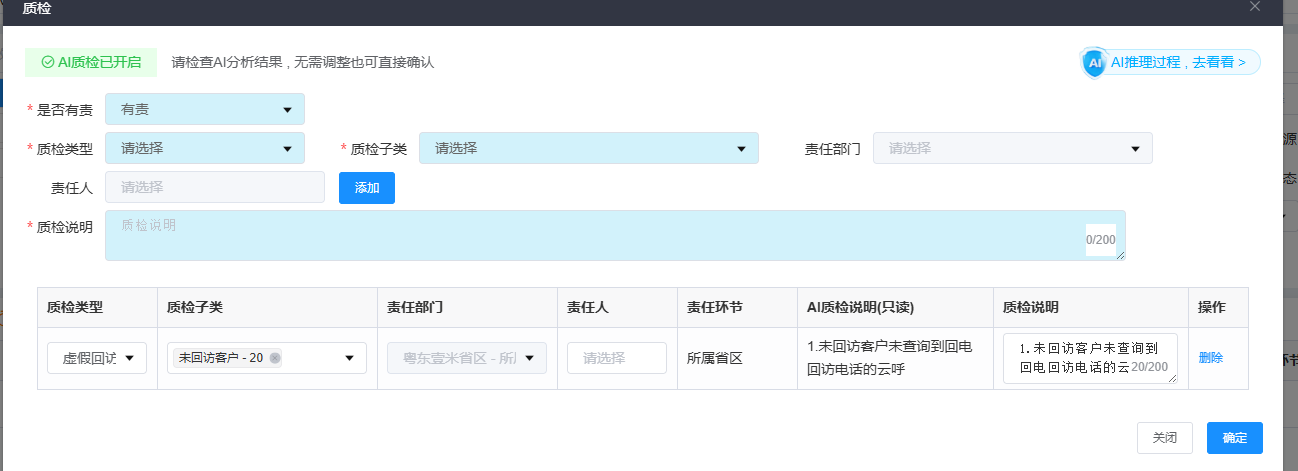 质检
AI质检已开启 请检查AI分析结果，无需调整也可直接确认 AI AI推理过程，去看看 >
* 是否有责 有责
* 质检类型 请选择 * 质检子类 请选择 责任部门 请选择
责任人 请选择 添加
* 质检说明 质检说明
0/200
质检类型 质检子类 责任部门 责任人 责任环节 AI质检说明(只读) 质检说明 操作
虚假回访 未回访客户 - 20 粤东壹米省区 - 所 请选择 所属省区
1.未回访客户未查询到回电
回访电话的云呼
1.未回访客户未查询到
回电回访电话的云 20/200
删除
关闭 确定
源
态
环节